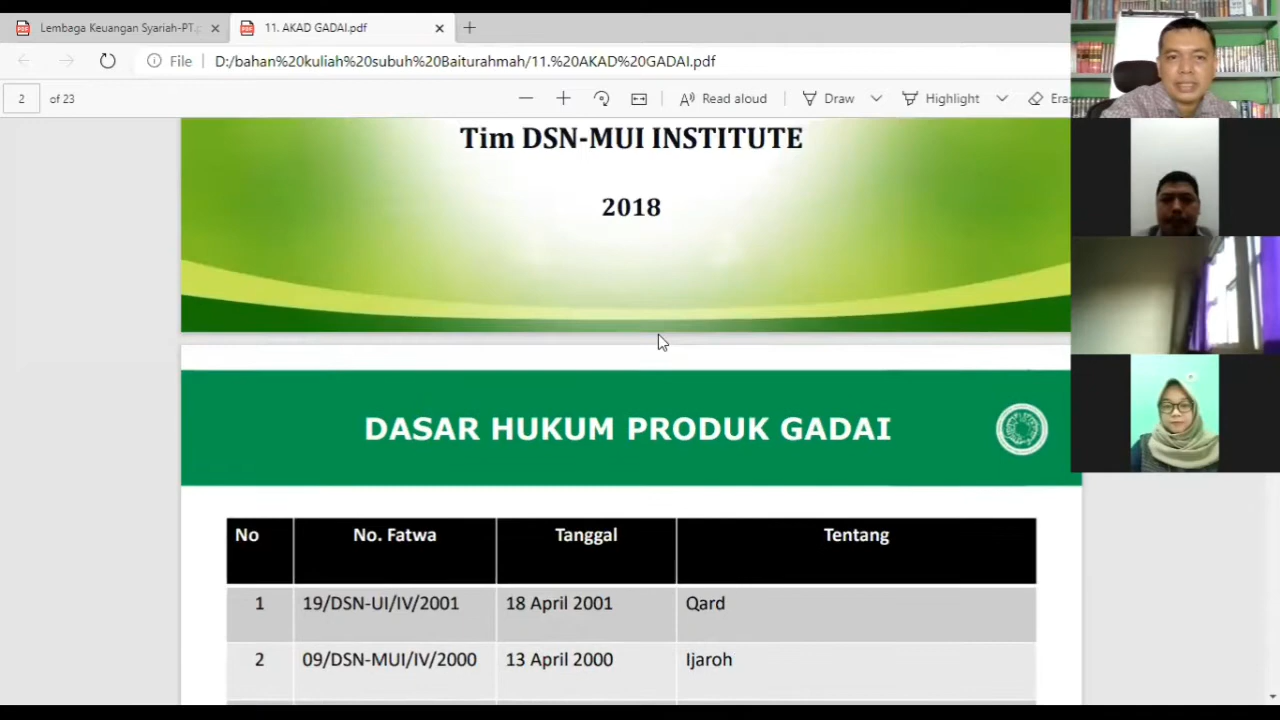 Lembaga Keuangan Syariah-PT.
11. AKAD GADAI.pdf
File D:/bahan%20kuliah%20subuh%20Baiturahmah/11.%20AKAD%20GADAI.pdf
2 of 23 Read aloud Draw Highlight Eras
Tim DSN-MUI INSTITUTE
2018
DASAR HUKUM PRODUK GADAI
No No. Fatwa Tanggal Tentang
1 19/DSN-UI/IV/2001 18 April 2001 Qard
2 09/DSN-MUI/IV/2000 13 April 2000 Ijaroh